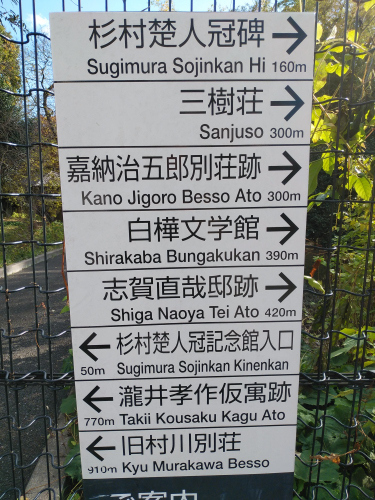 杉村楚人冠碑 →
Sugimura Sojinkan Hi 160m
三樹荘 →
Sanjuso 300m
嘉納治五郎別荘跡 →
Kano Jigoro Besso Ato 300m
白樺文学館 →
Shirakaba Bungakukan 390m
志賀直哉邸跡 →
Shiga Naoya Tei Ato 420m
← 杉村楚人冠記念館入口
50m Sugimura Sojinkan Kinenkan
← 瀧井孝作仮寓跡
770m Takii Kousaku Kagu Ato
← 旧村川別荘
910m Kyu Murakawa Besso
ご案内